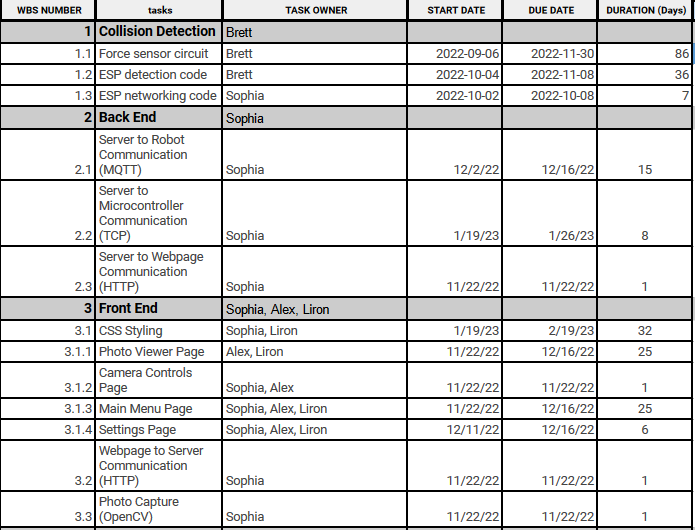 WBS NUMBER tasks TASK OWNER START DATE DUE DATE DURATION (Days)
1 Collision Detection Brett
1.1 Force sensor circuit Brett 2022-09-06 2022-11-30 86
1.2 ESP detection code Brett 2022-10-04 2022-11-08 36
1.3 ESP networking code Sophia 2022-10-02 2022-10-08 7
2 Back End Sophia
Server to Robot
Communication
2.1 (MQTT) Sophia 12/2/22 12/16/22 15
Server to
Microcontroller
Communication
2.2 (TCP) Sophia 1/19/23 1/26/23 8
Server to Webpage
Communication
2.3 (HTTP) Sophia 11/22/22 11/22/22 1
3 Front End Sophia, Alex, Liron
3.1 CSS Styling Sophia, Liron 1/19/23 2/19/23 32
3.1.1 Photo Viewer Page Alex, Liron 11/22/22 12/16/22 25
Camera Controls
3.1.2 Page Sophia, Alex 11/22/22 11/22/22 1
3.1.3 Main Menu Page Sophia, Alex, Liron 11/22/22 12/16/22 25
3.1.4 Settings Page Sophia, Alex, Liron 12/11/22 12/16/22 6
Webpage to Server
Communication
3.2 (HTTP) Sophia 11/22/22 11/22/22 1
Photo Capture
3.3 (OpenCV) Sophia 11/22/22 11/22/22 1